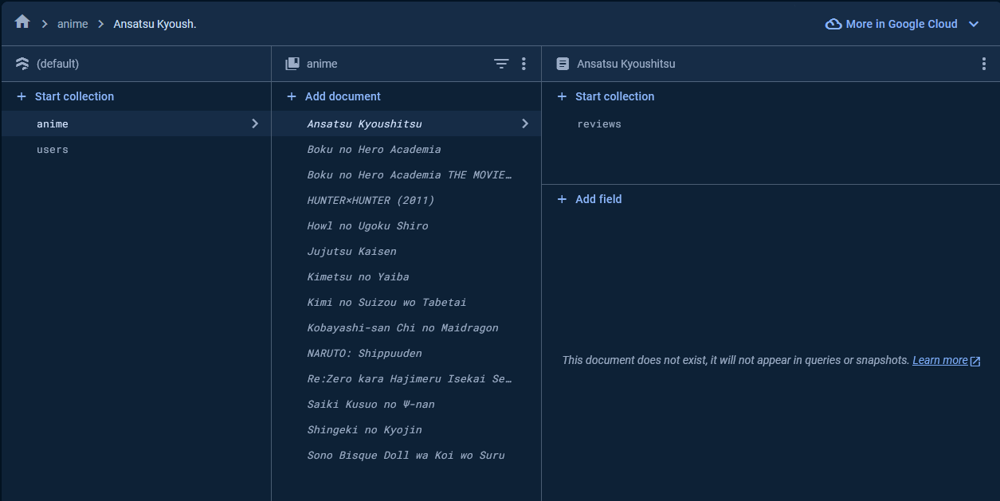 anime > Ansatsu Kyoush.
More in Google Cloud
(default)
anime
Ansatsu Kyoushitsu
+ Start collection
+ Add document
+ Start collection
anime
Ansatsu Kyoushitsu
reviews
users
Boku no Hero Academia
Boku no Hero Academia THE MOVIE…
+ Add field
HUNTER×HUNTER (2011)
Howl no Ugoku Shiro
Jujutsu Kaisen
Kimetsu no Yaiba
Kimi no Suizou wo Tabetai
Kobayashi-san Chi no Maidragon
NARUTO: Shippuuden
This document does not exist, it will not appear in queries or snapshots. Learn more
Re:Zero kara Hajimeru Isekai Se…
Saiki Kusuo no Ψ-nan
Shingeki no Kyojin
Sono Bisque Doll wa Koi wo Suru